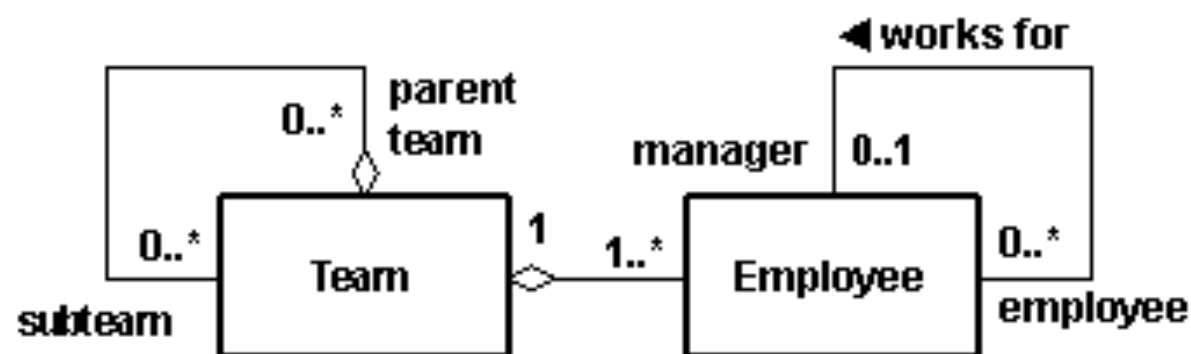 ◀ works for
parent
team
0..*
manager
0..1
0..*
Team
1
1..*
Employee
0..*
subteam
employee